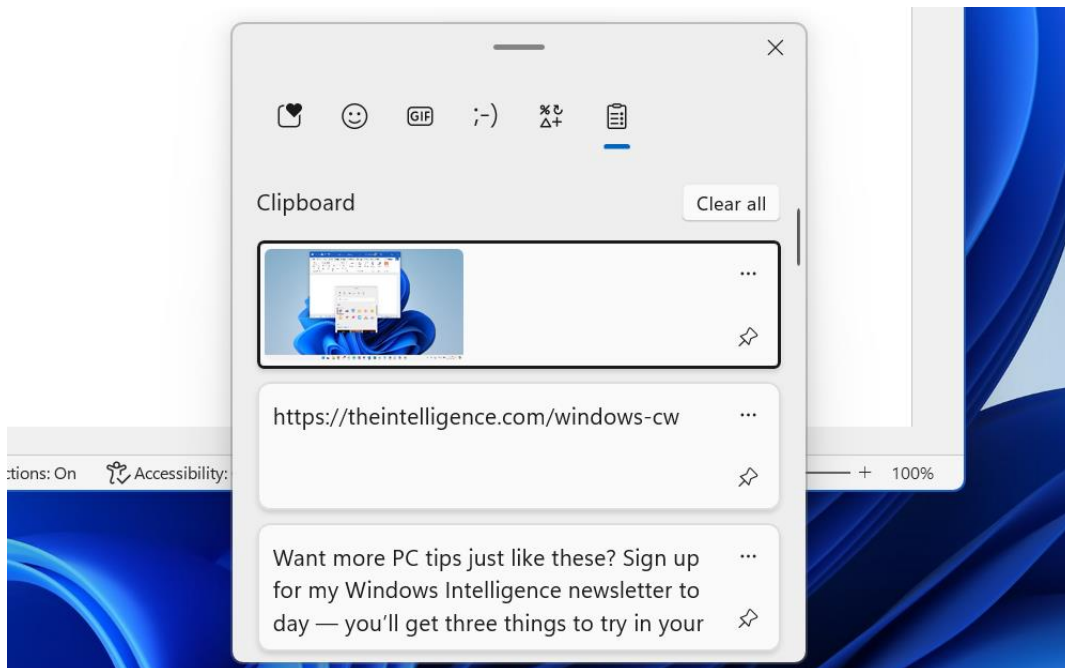 GIF
;-)
Clipboard
Clear all
https://theintelligence.com/windows-cw
ctions: On
Accessibility:
100%
Want more PC tips just like these? Sign up
for my Windows Intelligence newsletter to
day — you’ll get three things to try in your